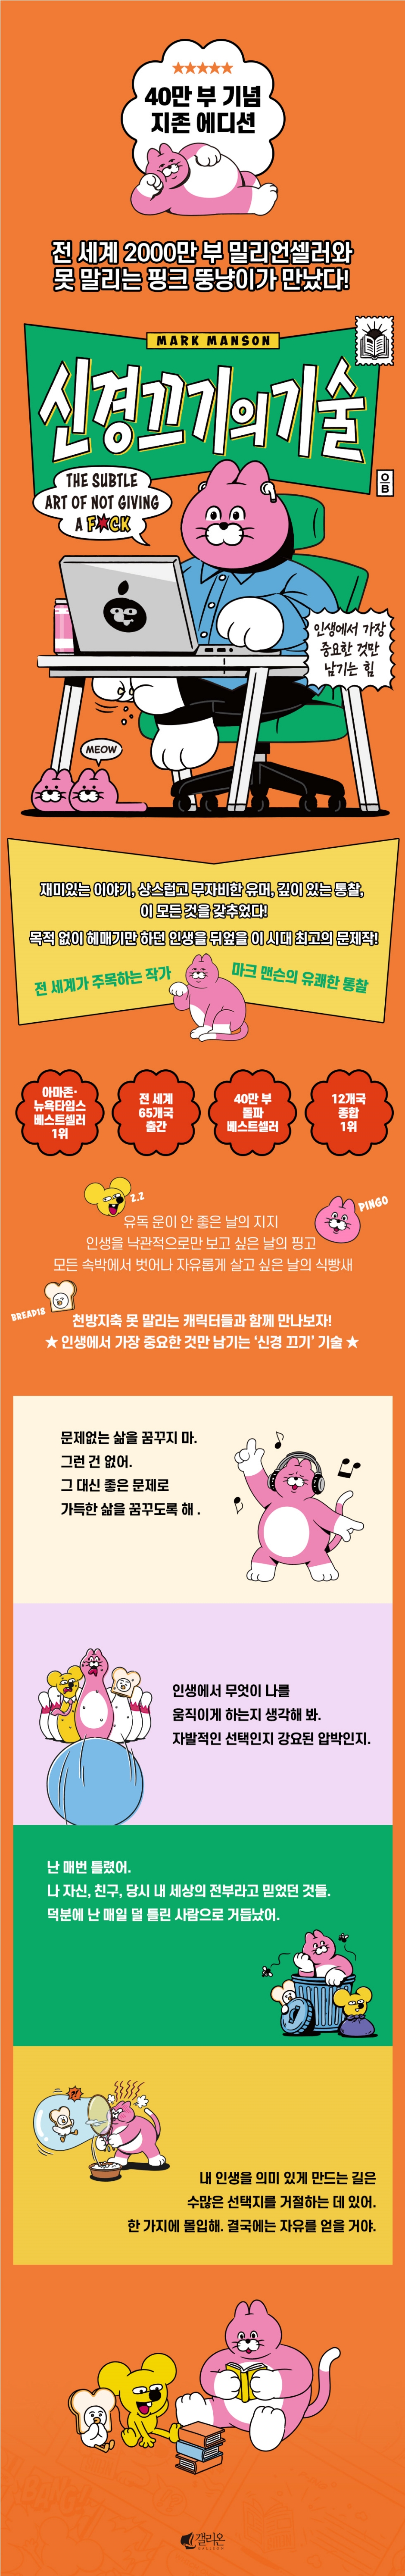 40만 부 기념
지존 에디션
전 세계 2000만 부 밀리언셀러와
못 말리는 핑크 뚱냥이가 만났다!
MARK MANSON
신경끄기의기술
THE SUBTLE
ART OF NOT GIVING
A F★CK
인생에서 가장
중요한 것만
남기는 힘
MEOW
재미있는 이야기, 상스럽고 무자비한 유머, 깊이 있는 통찰,
이 모든 것을 갖추었다!
목적 없이 헤매기만 하던 인생을 뒤엎을 이 시대 최고의 문제작!
전 세계가 주목하는 작가
마크 맨슨의 유쾌한 통찰
아마존·
뉴욕타임스
베스트셀러
1위
전 세계
65개국
출간
40만 부
돌파
베스트셀러
12개국
종합
1위
Z.Z
PINGO
유독 운이 안 좋은 날의 지지
인생을 낙관적으로만 보고 싶은 날의 핑고
모든 속박에서 벗어나 자유롭게 살고 싶은 날의 식빵새
BREAD18
천방지축 못 말리는 캐릭터들과 함께 만나보자!
★ 인생에서 가장 중요한 것만 남기는 ‘신경 끄기’ 기술 ★
문제없는 삶을 꿈꾸지 마.
그런 건 없어.
그 대신 좋은 문제로
가득한 삶을 꿈꾸도록 해 .
인생에서 무엇이 나를
움직이게 하는지 생각해 봐.
자발적인 선택인지 강요된 압박인지.
난 매번 틀렸어.
나 자신, 친구, 당시 내 세상의 전부라고 믿었던 것들.
덕분에 난 매일 덜 틀린 사람으로 거듭났어.
내 인생을 의미 있게 만드는 길은
수많은 선택지를 거절하는 데 있어.
한 가지에 몰입해. 결국에는 자유를 얻을 거야.
갤리온